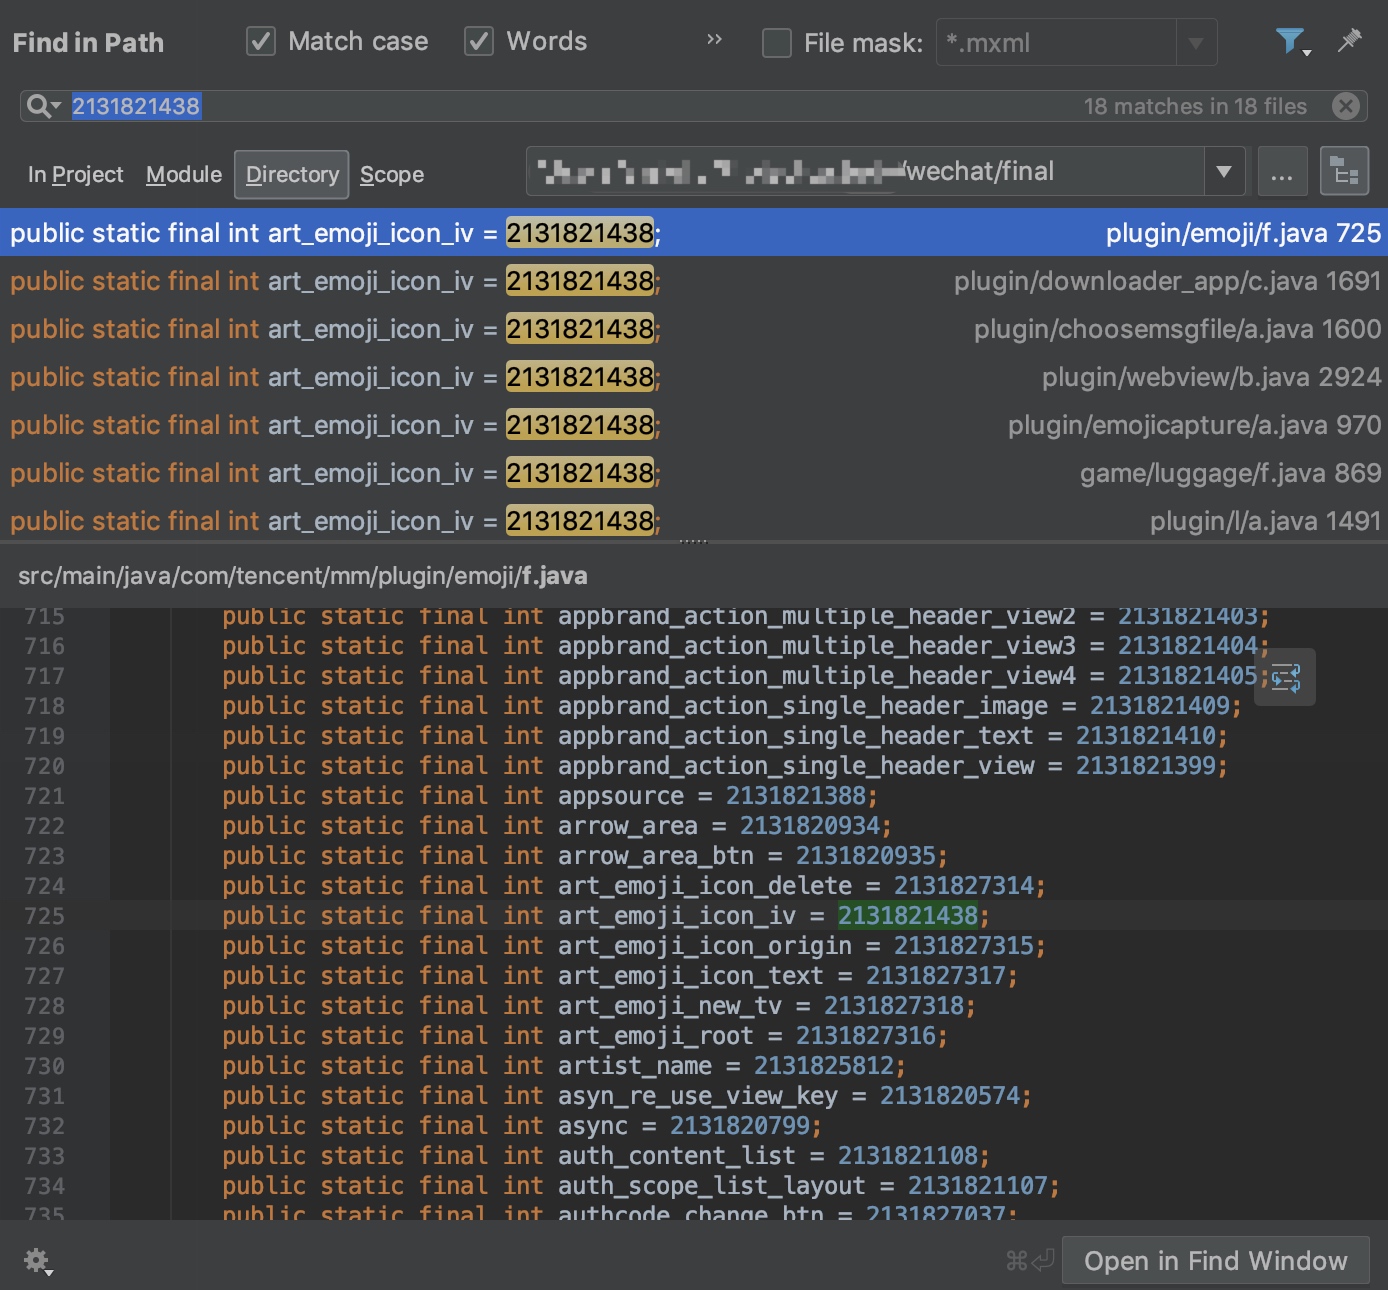 Find in Path
Match case
Words
File mask:
*.mxml
2131821438
18 matches in 18 files
In Project Module Directory Scope
/wechat/final
...
public static final int art_emoji_icon_iv = 2131821438; plugin/emoji/f.java 725
public static final int art_emoji_icon_iv = 2131821438; plugin/downloader_app/c.java 1691
public static final int art_emoji_icon_iv = 2131821438; plugin/choosemsgfile/a.java 1600
public static final int art_emoji_icon_iv = 2131821438; plugin/webview/b.java 2924
public static final int art_emoji_icon_iv = 2131821438; plugin/emojicapture/a.java 970
public static final int art_emoji_icon_iv = 2131821438; game/luggage/f.java 869
public static final int art_emoji_icon_iv = 2131821438; plugin/l/a.java 1491
src/main/java/com/tencent/mm/plugin/emoji/f.java
715 public static final int appbrand_action_multiple_header_view2 = 2131821403;
716 public static final int appbrand_action_multiple_header_view3 = 2131821404;
717 public static final int appbrand_action_multiple_header_view4 = 2131821405;
718 public static final int appbrand_action_single_header_image = 2131821409;
719 public static final int appbrand_action_single_header_text = 2131821410;
720 public static final int appbrand_action_single_header_view = 2131821399;
721 public static final int appsource = 2131821388;
722 public static final int arrow_area = 2131820934;
723 public static final int arrow_area_btn = 2131820935;
724 public static final int art_emoji_icon_delete = 2131827314;
725 public static final int art_emoji_icon_iv = 2131821438;
726 public static final int art_emoji_icon_origin = 2131827315;
727 public static final int art_emoji_icon_text = 2131827317;
728 public static final int art_emoji_new_tv = 2131827318;
729 public static final int art_emoji_root = 2131827316;
730 public static final int artist_name = 2131825812;
731 public static final int asyn_re_use_view_key = 2131820574;
732 public static final int async = 2131820799;
733 public static final int auth_content_list = 2131821108;
734 public static final int auth_scope_list_layout = 2131821107;
735 public static final int authcode_change_btn = 2131827037;
⌘⏎ Open in Find Window